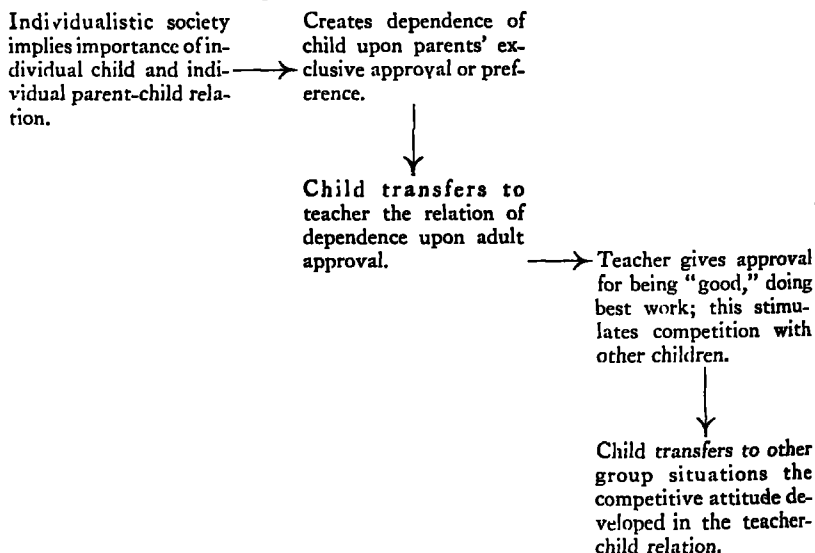 Individualistic society
implies importance of in-
dividual child and indi-
vidual parent-child rela-
tion.
Creates dependence of
child upon parents' ex-
clusive approval or pref-
erence.
Child transfers to
teacher the relation of
dependence upon adult
approval.
Teacher gives approval
for being "good," doing
best work; this stimu-
lates competition with
other children.
Child transfers to other
group situations the
competitive attitude de-
veloped in the teacher-
child relation.